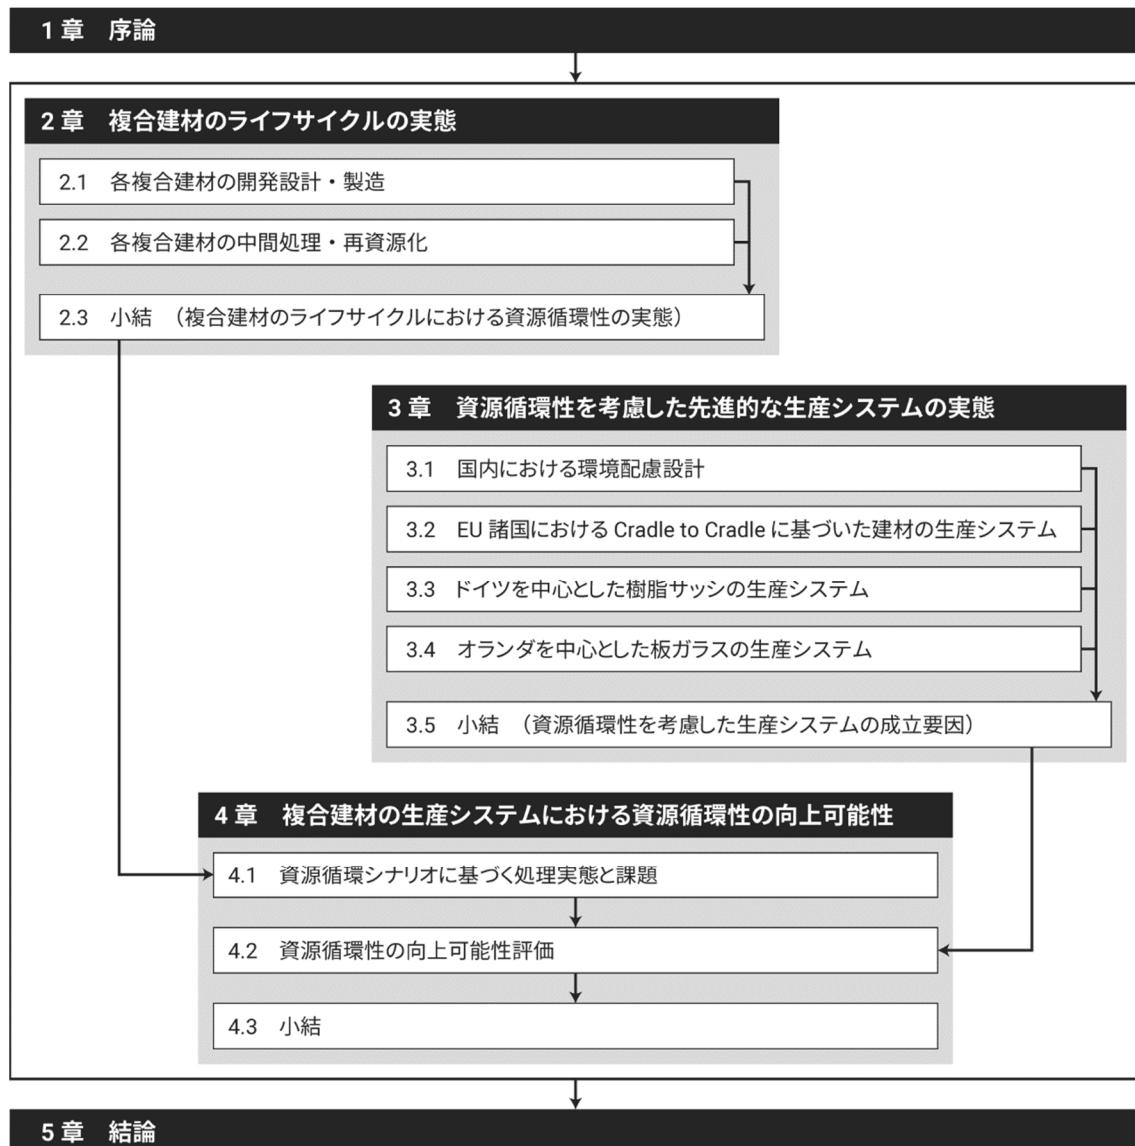 1 章　序論
2 章　複合建材のライフサイクルの実態
2.1　各複合建材の開発設計・製造
2.2　各複合建材の中間処理・再資源化
2.3　小結　（複合建材のライフサイクルにおける資源循環性の実態）
3 章　資源循環性を考慮した先進的な生産システムの実態
3.1　国内における環境配慮設計
3.2　EU 諸国における Cradle to Cradle に基づいた建材の生産システム
3.3　ドイツを中心とした樹脂サッシの生産システム
3.4　オランダを中心とした板ガラスの生産システム
3.5　小結　（資源循環性を考慮した生産システムの成立要因）
4 章　複合建材の生産システムにおける資源循環性の向上可能性
4.1　資源循環シナリオに基づく処理実態と課題
4.2　資源循環性の向上可能性評価
4.3　小結
5 章　結論